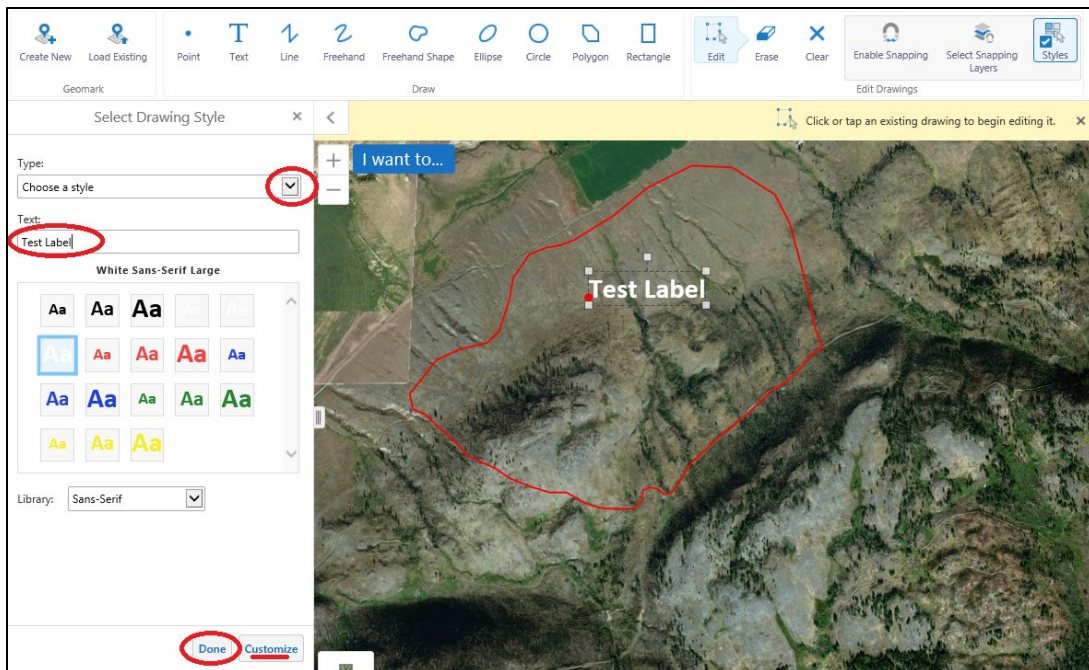 Create New Load Existing Point Text Line Freehand Freehand Shape Ellipse Circle Polygon Rectangle Edit Erase Clear Enable Snapping Select Snapping Layers Styles
Geomark Draw Edit Drawings
Select Drawing Style
Click or tap an existing drawing to begin editing it.
I want to...
Type:
Choose a style
Text:
Test Label
White Sans-Serif Large
Test Label
Aa Aa Aa Aa Aa
Aa Aa Aa Aa Aa
Aa Aa Aa Aa Aa
Aa Aa Aa
Library: Sans-Serif
Done Customize